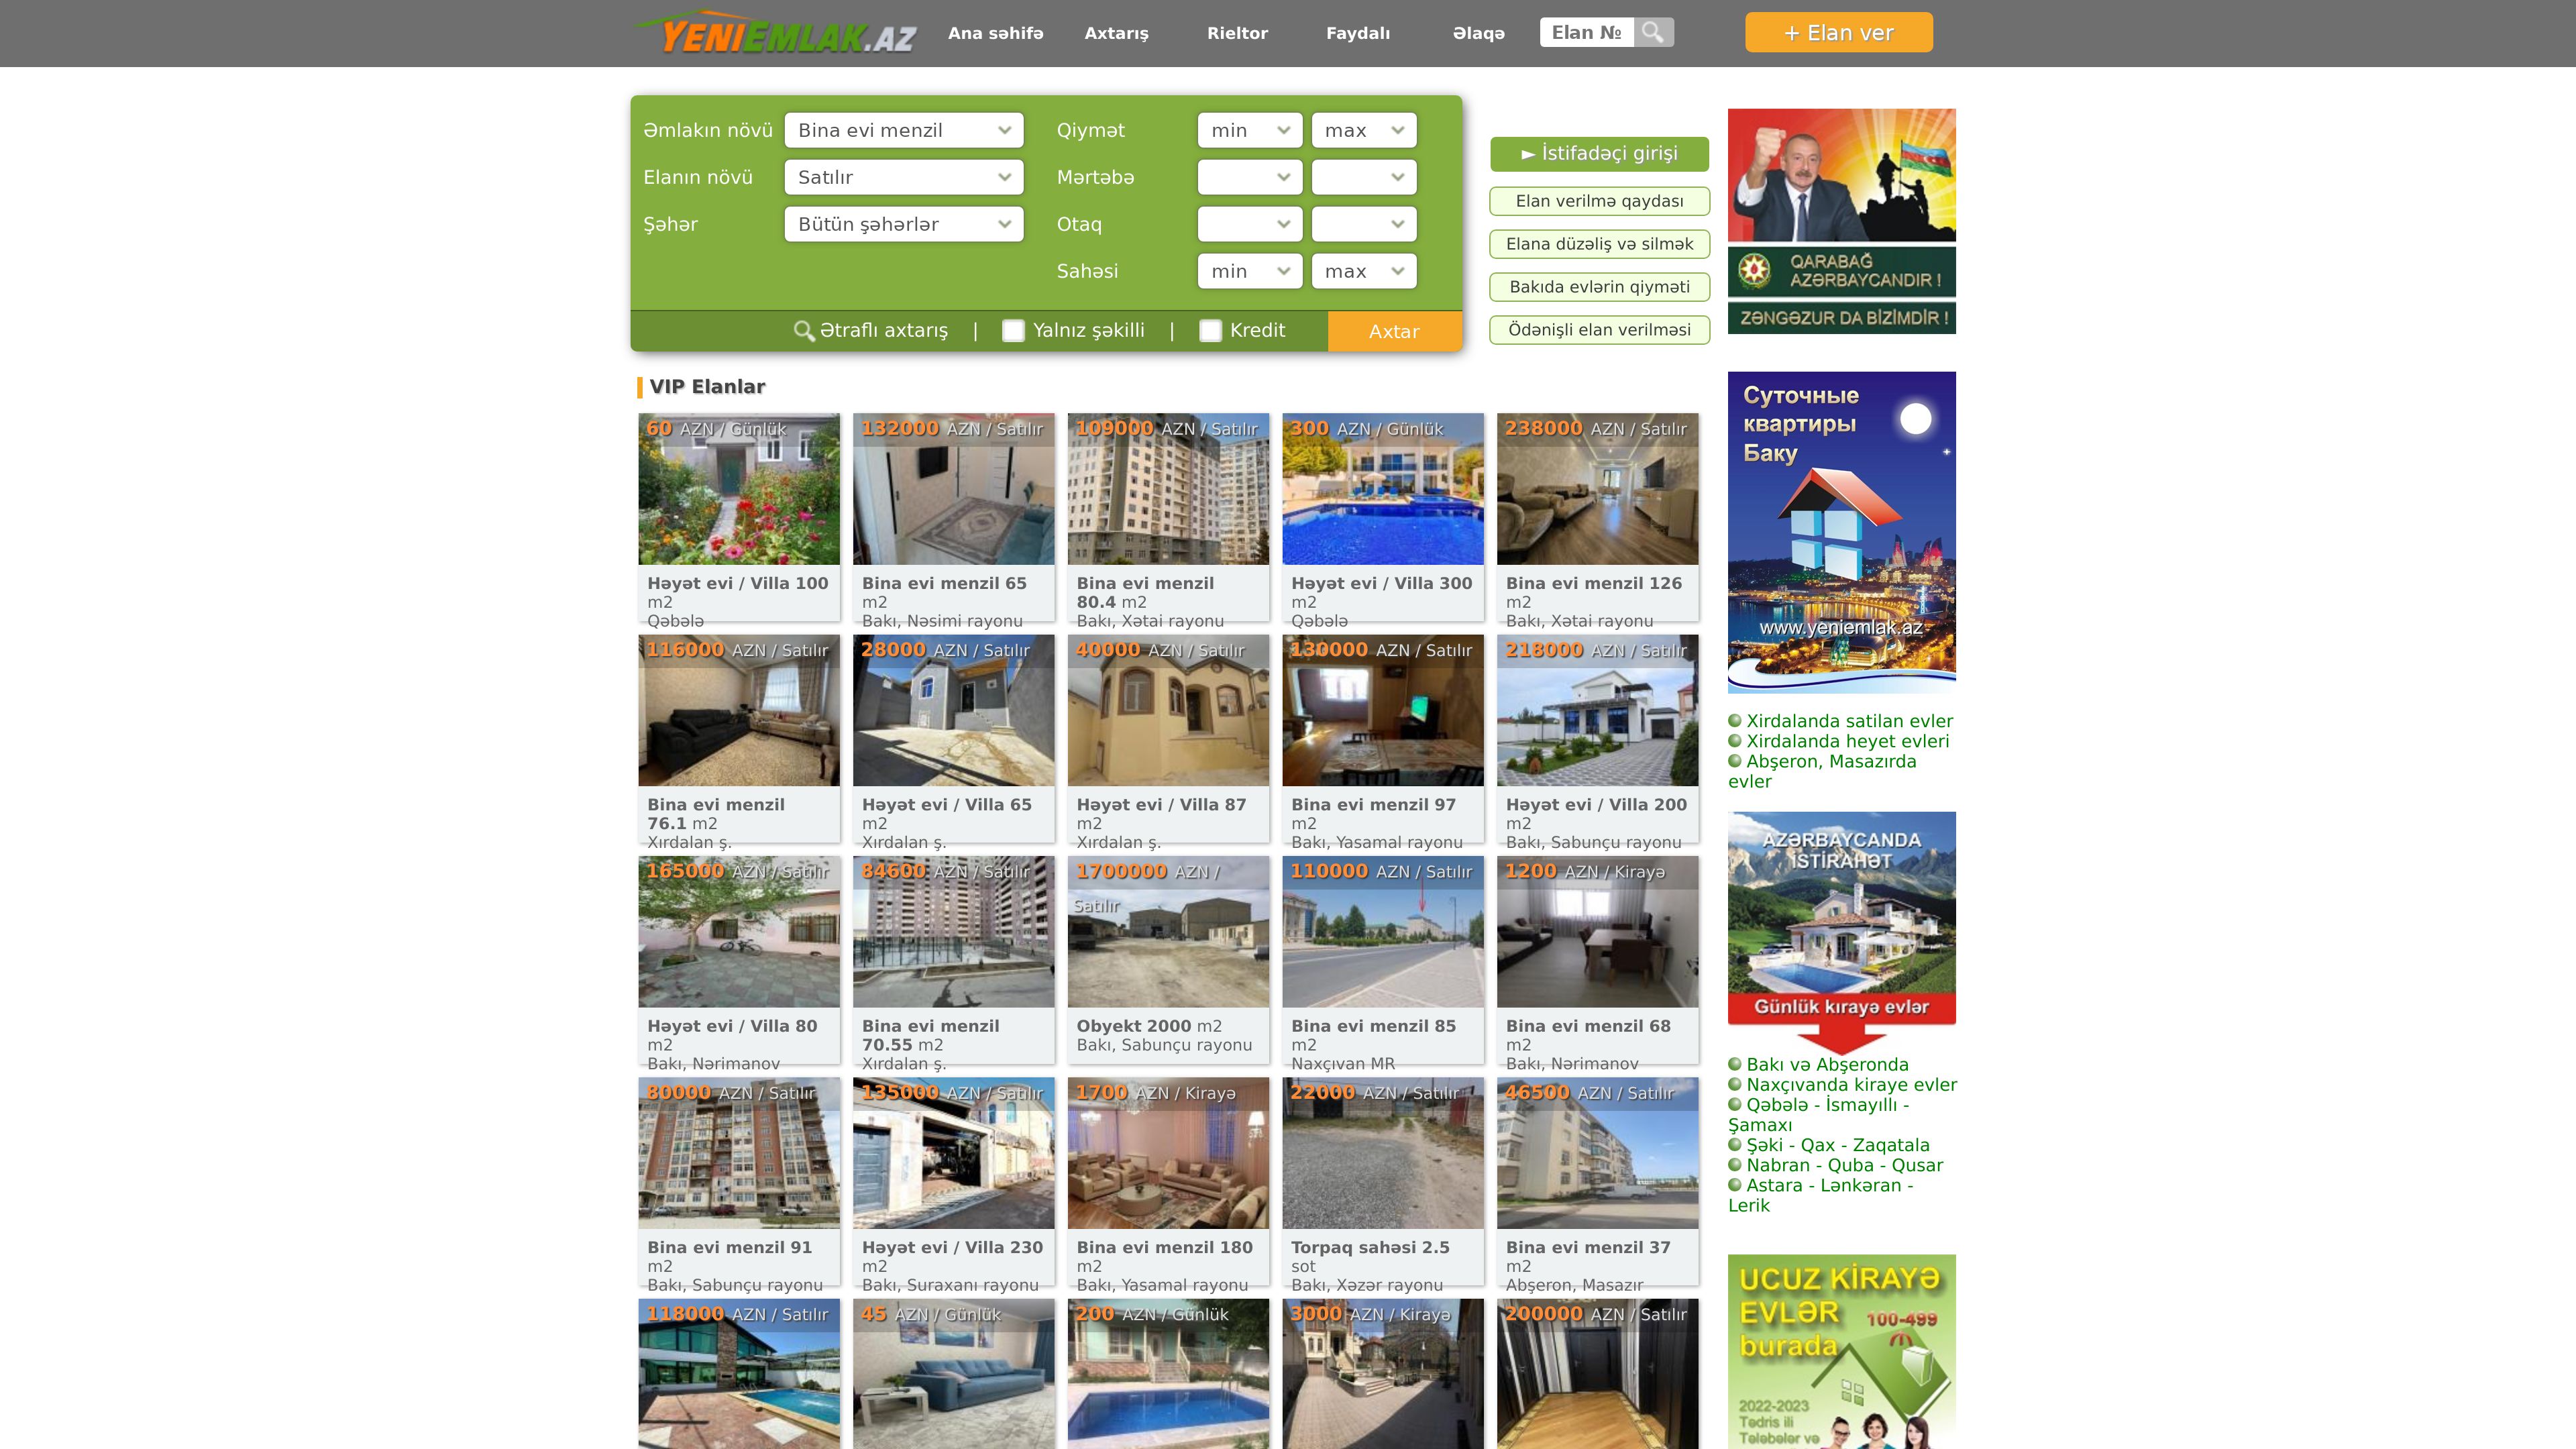 YENIEMLAK.AZ
Ana səhifə
Axtarış
Rieltor
Faydalı
Əlaqə
Elan №
+ Elan ver
Əmlakın növü
Bina evi menzil
Qiymət
min
max
Elanın növü
Satılır
Mərtəbə
Şəhər
Bütün şəhərlər
Otaq
Sahəsi
min
max
Ətraflı axtarış
|
Yalnız şəkilli
|
Kredit
Axtar
► İstifadəçi girişi
Elan verilmə qaydası
Elana düzəliş və silmək
Bakıda evlərin qiyməti
Ödənişli elan verilməsi
QARABAĞ
AZƏRBAYCANDIR !
ZƏNGƏZUR DA BİZİMDİR !
VIP Elanlar
60 AZN / Günlük
Həyət evi / Villa 100
m2
Qəbələ
132000 AZN / Satılır
Bina evi menzil 65
m2
Bakı, Nəsimi rayonu
109000 AZN / Satılır
Bina evi menzil
80.4 m2
Bakı, Xətai rayonu
300 AZN / Günlük
Həyət evi / Villa 300
m2
Qəbələ
238000 AZN / Satılır
Bina evi menzil 126
m2
Bakı, Xətai rayonu
116000 AZN / Satılır
Bina evi menzil
76.1 m2
Xırdalan ş.
28000 AZN / Satılır
Həyət evi / Villa 65
m2
Xırdalan ş.
40000 AZN / Satılır
Həyət evi / Villa 87
m2
Xırdalan ş.
130000 AZN / Satılır
Bina evi menzil 97
m2
Bakı, Yasamal rayonu
218000 AZN / Satılır
Həyət evi / Villa 200
m2
Bakı, Sabunçu rayonu
165000 AZN / Satılır
Həyət evi / Villa 80
m2
Bakı, Nərimanov
84600 AZN / Satılır
Bina evi menzil
70.55 m2
Xırdalan ş.
1700000 AZN /
Satılır
Obyekt 2000 m2
Bakı, Sabunçu rayonu
110000 AZN / Satılır
Bina evi menzil 85
m2
Naxçıvan MR
1200 AZN / Kirayə
Bina evi menzil 68
m2
Bakı, Nərimanov
80000 AZN / Satılır
Bina evi menzil 91
m2
Bakı, Sabunçu rayonu
135000 AZN / Satılır
Həyət evi / Villa 230
m2
Bakı, Suraxanı rayonu
1700 AZN / Kirayə
Bina evi menzil 180
m2
Bakı, Yasamal rayonu
22000 AZN / Satılır
Torpaq sahəsi 2.5
sot
Bakı, Xəzər rayonu
46500 AZN / Satılır
Bina evi menzil 37
m2
Abşeron, Masazır
118000 AZN / Satılır
45 AZN / Günlük
200 AZN / Günlük
3000 AZN / Kirayə
200000 AZN / Satılır
Суточные
квартиры
Баку
www.yeniemlak.az
Xirdalanda satilan evler
Xirdalanda heyet evleri
Abşeron, Masazırda
evler
AZƏRBAYCANDA
İSTİRAHƏT
Günlük kirayə evlər
Bakı və Abşeronda
Naxçıvanda kiraye evler
Qəbələ - İsmayıllı -
Şamaxı
Şəki - Qax - Zaqatala
Nabran - Quba - Qusar
Astara - Lənkəran -
Lerik
UCUZ KİRAYƏ
EVLƏR
burada
100-499
2022-2023
Tədris ili
Tələbələr və